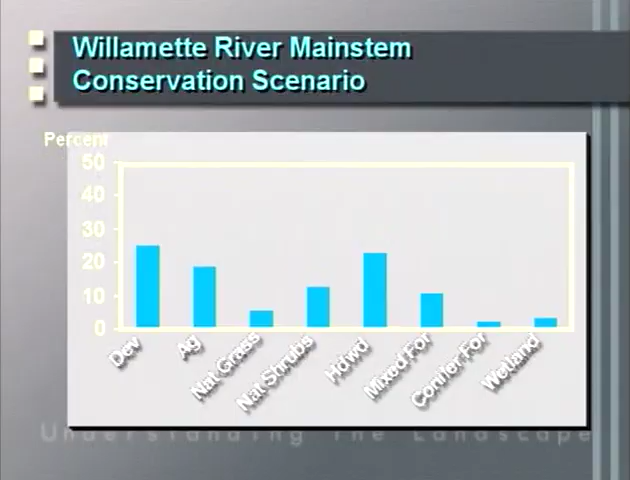 Willamette River Mainstem
Conservation Scenario
Percent
50
40
30
20
10
0
Dev
Ag
Nat Grass
Nat Shrubs
Hdwd
Mixed For
Conifer For
Wetland
Understanding The Landscape